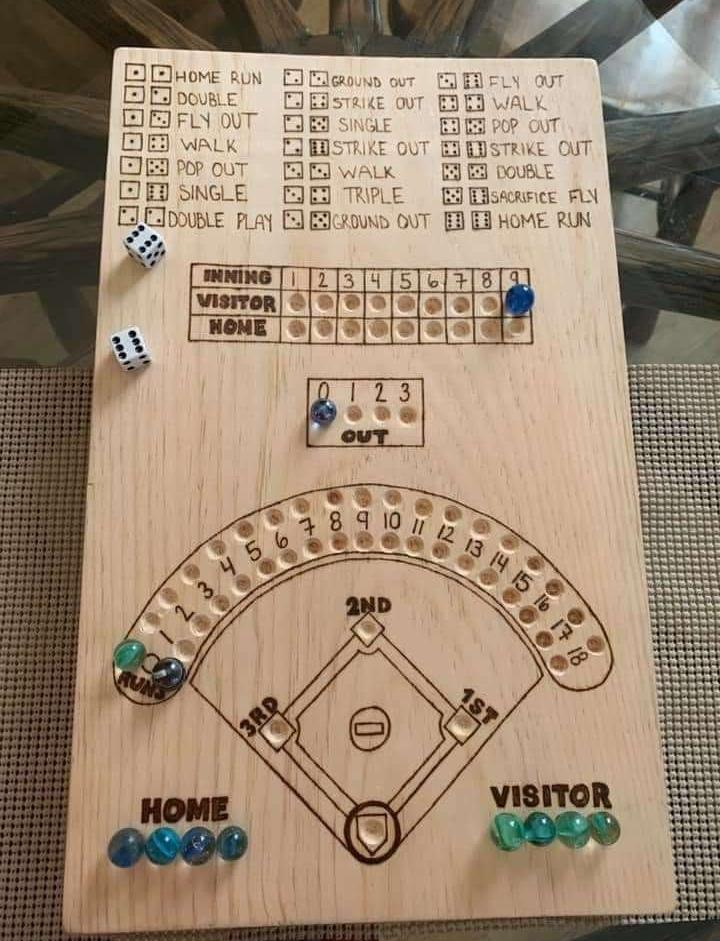 HOME RUN
DOUBLE
FLY OUT
WALK
POP OUT
SINGLE
DOUBLE PLAY
GROUND OUT
STRIKE OUT
SINGLE
STRIKE OUT
WALK
TRIPLE
GROUND OUT
FLY OUT
WALK
POP OUT
STRIKE OUT
DOUBLE
SACRIFICE FLY
HOME RUN
INNING 1 2 3 4 5 6 7 8 9
VISITOR
HOME
0 1 2 3
OUT
1 2 3 4 5 6 7 8 9 10 11 12 13 14 15 16 17 18
RUNS
2ND
3RD
1ST
HOME
VISITOR